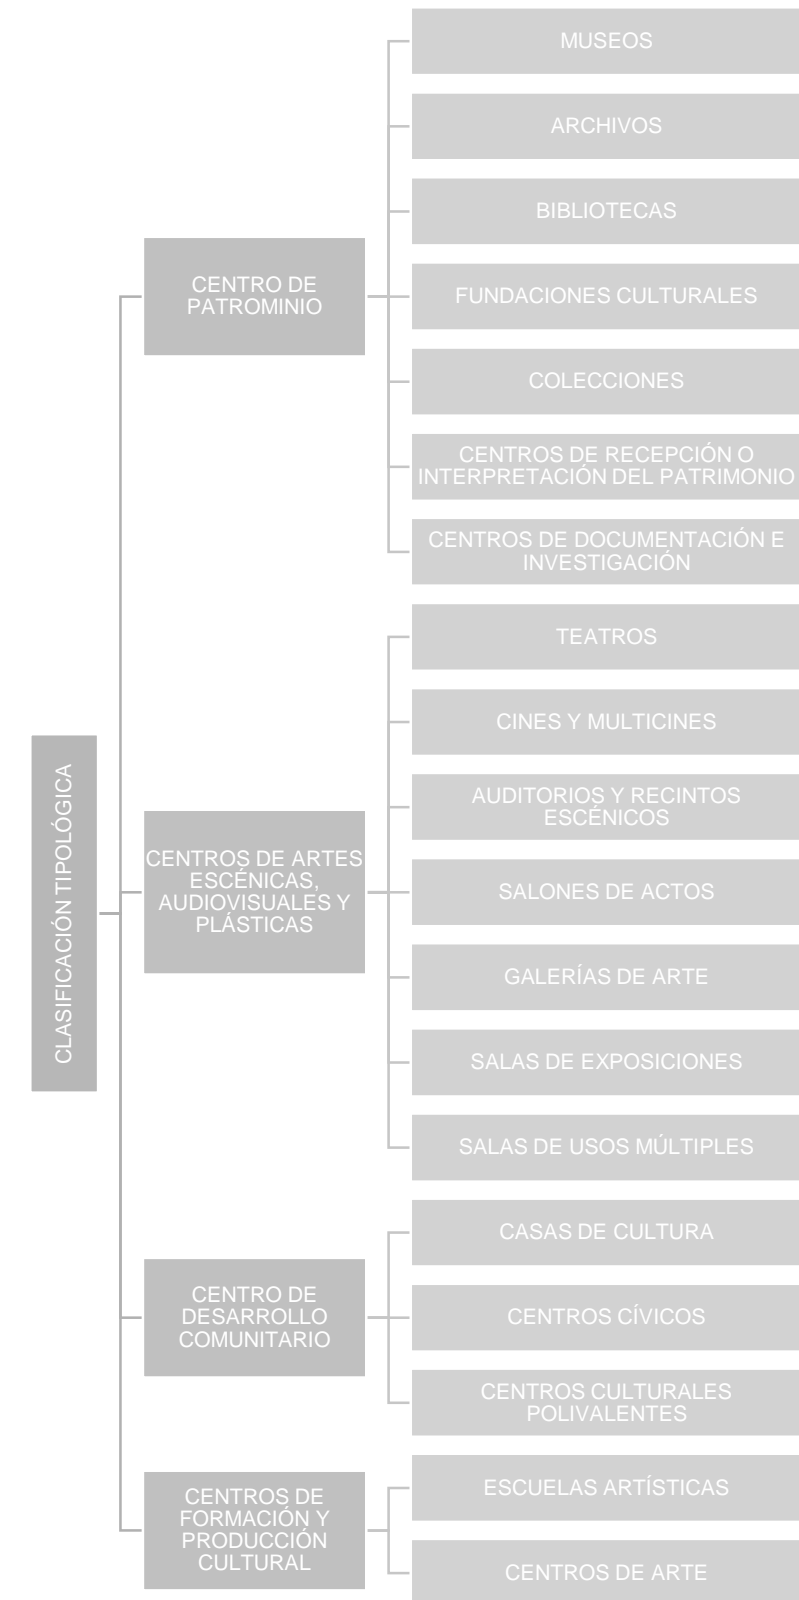 CLASIFICACIÓN TIPOLÓGICA
CENTRO DE
PATROMINIO
MUSEOS
ARCHIVOS
BIBLIOTECAS
FUNDACIONES CULTURALES
COLECCIONES
CENTROS DE RECEPCIÓN O
INTERPRETACIÓN DEL PATRIMONIO
CENTROS DE DOCUMENTACIÓN E
INVESTIGACIÓN
CENTROS DE ARTES
ESCÉNICAS,
AUDIOVISUALES Y
PLÁSTICAS
TEATROS
CINES Y MULTICINES
AUDITORIOS Y RECINTOS
ESCÉNICOS
SALONES DE ACTOS
GALERÍAS DE ARTE
SALAS DE EXPOSICIONES
SALAS DE USOS MÚLTIPLES
CENTRO DE
DESARROLLO
COMUNITARIO
CASAS DE CULTURA
CENTROS CÍVICOS
CENTROS CULTURALES
POLIVALENTES
CENTROS DE
FORMACIÓN Y
PRODUCCIÓN
CULTURAL
ESCUELAS ARTÍSTICAS
CENTROS DE ARTE